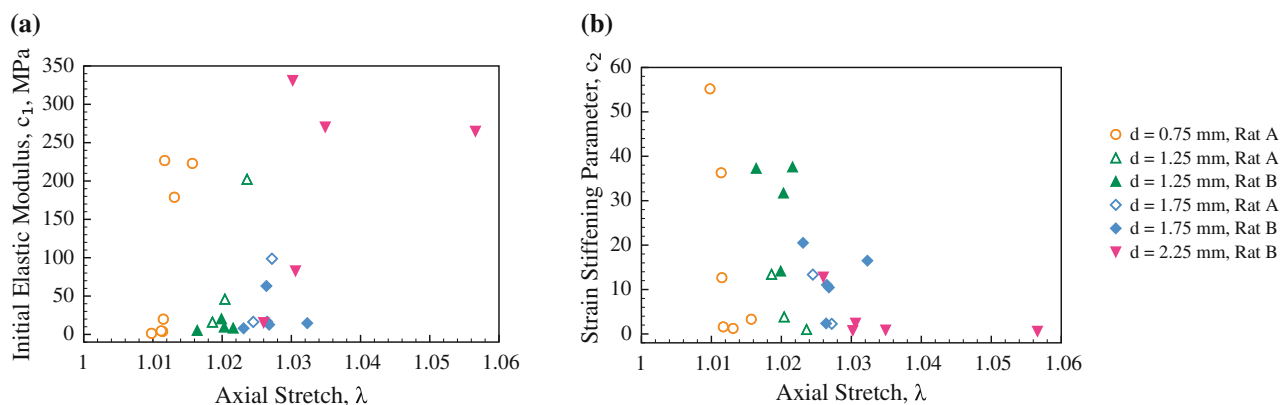 (a)
Initial Elastic Modulus, c₁, MPa
350
300
250
200
150
100
50
0
1
1.01
1.02
1.03
1.04
1.05
1.06
Axial Stretch, λ
(b)
Strain Stiffening Parameter, c₂
60
50
40
30
20
10
0
1
1.01
1.02
1.03
1.04
1.05
1.06
Axial Stretch, λ
d = 0.75 mm, Rat A
d = 1.25 mm, Rat A
d = 1.25 mm, Rat B
d = 1.75 mm, Rat A
d = 1.75 mm, Rat B
d = 2.25 mm, Rat B